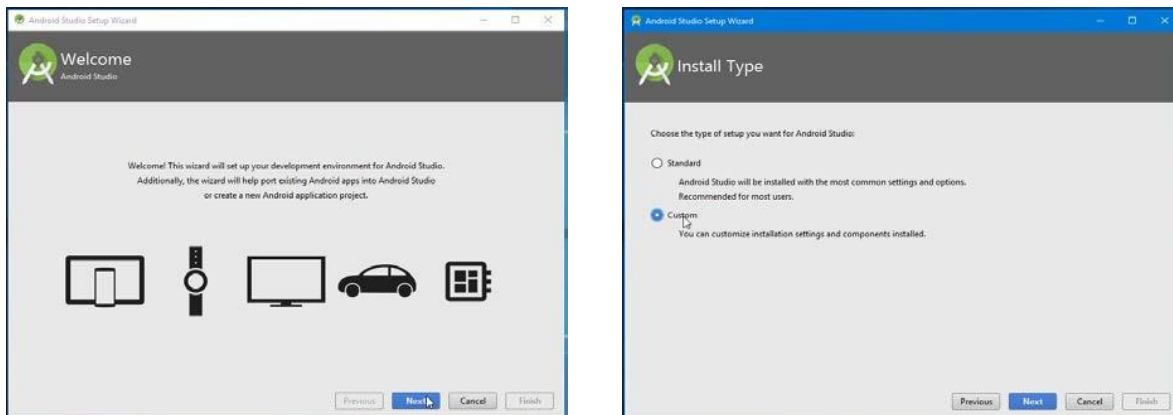 Android Studio Setup Wizard
Welcome
Android Studio
Welcome! This wizard will set up your development environment for Android Studio.
Additionally, the wizard will help port existing Android apps into Android Studio
or create a new Android application project.
Previous Next Cancel Finish
Android Studio Setup Wizard
Install Type
Choose the type of setup you want for Android Studio:
Standard
Android Studio will be installed with the most common settings and options.
Recommended for most users.
Custom
You can customize installation settings and components installed.
Previous Next Cancel Finish